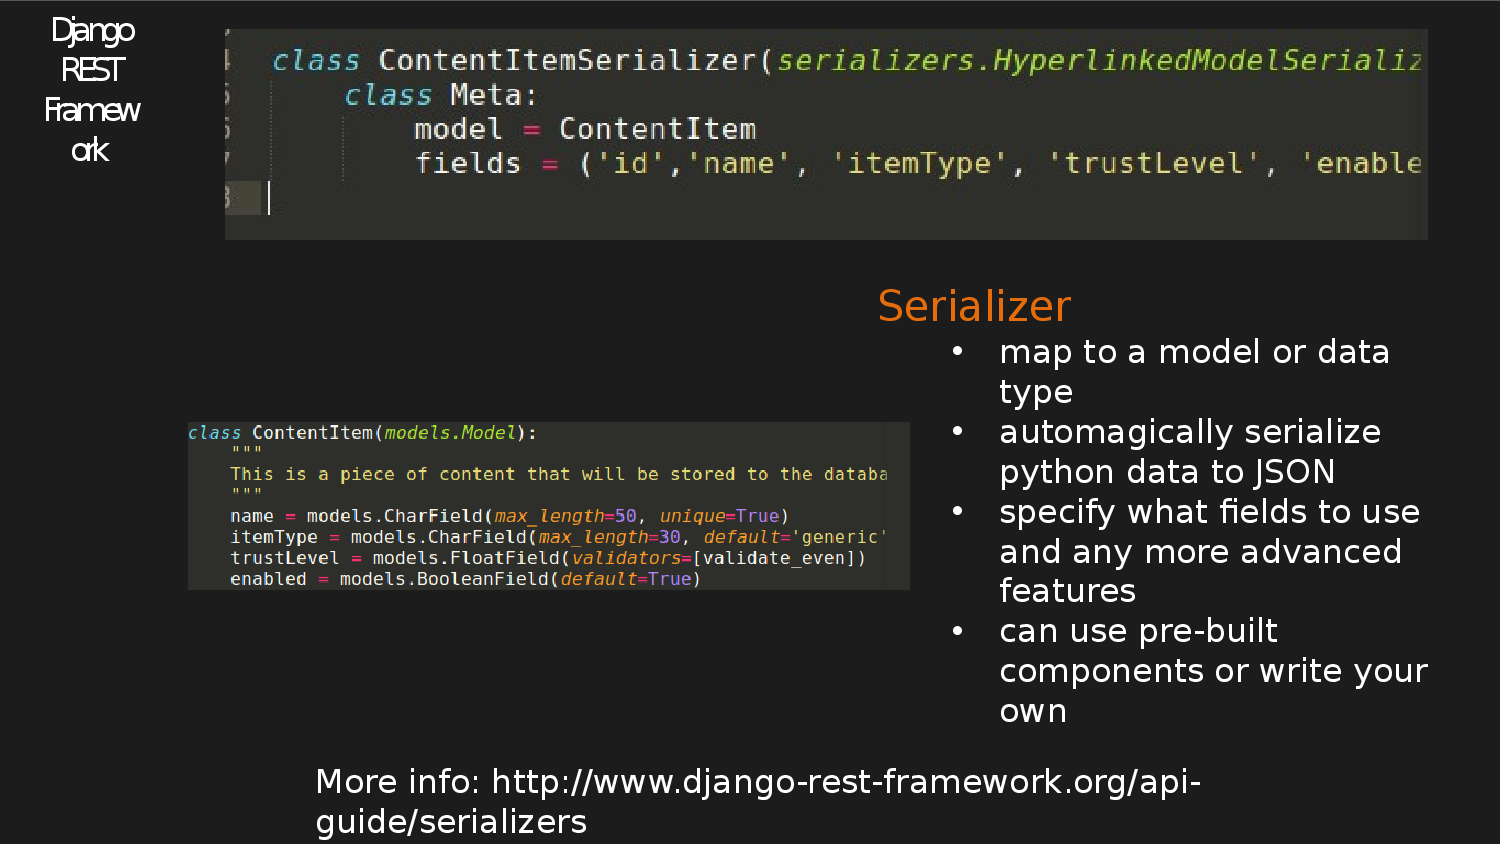 Django
REST
Framew
ork
4 class ContentItemSerializer(serializers.HyperlinkedModelSerializ
5 class Meta:
6 model = ContentItem
7 fields = ('id','name', 'itemType', 'trustLevel', 'enable
8
Serializer
• map to a model or data
type
• automagically serialize
python data to JSON
• specify what fields to use
and any more advanced
features
• can use pre-built
components or write your
own
class ContentItem(models.Model):
"""
This is a piece of content that will be stored to the databa
"""
name = models.CharField(max_length=50, unique=True)
itemType = models.CharField(max_length=30, default='generic'
trustLevel = models.FloatField(validators=[validate_even])
enabled = models.BooleanField(default=True)
More info: http://www.django-rest-framework.org/api-
guide/serializers